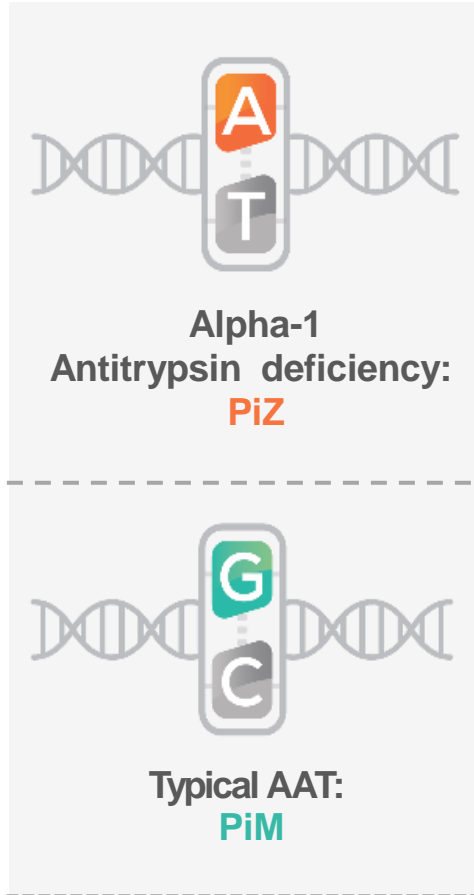 A
T
Alpha-1
Antitrypsin deficiency:
PiZ
G
C
Typical AAT:
PiM